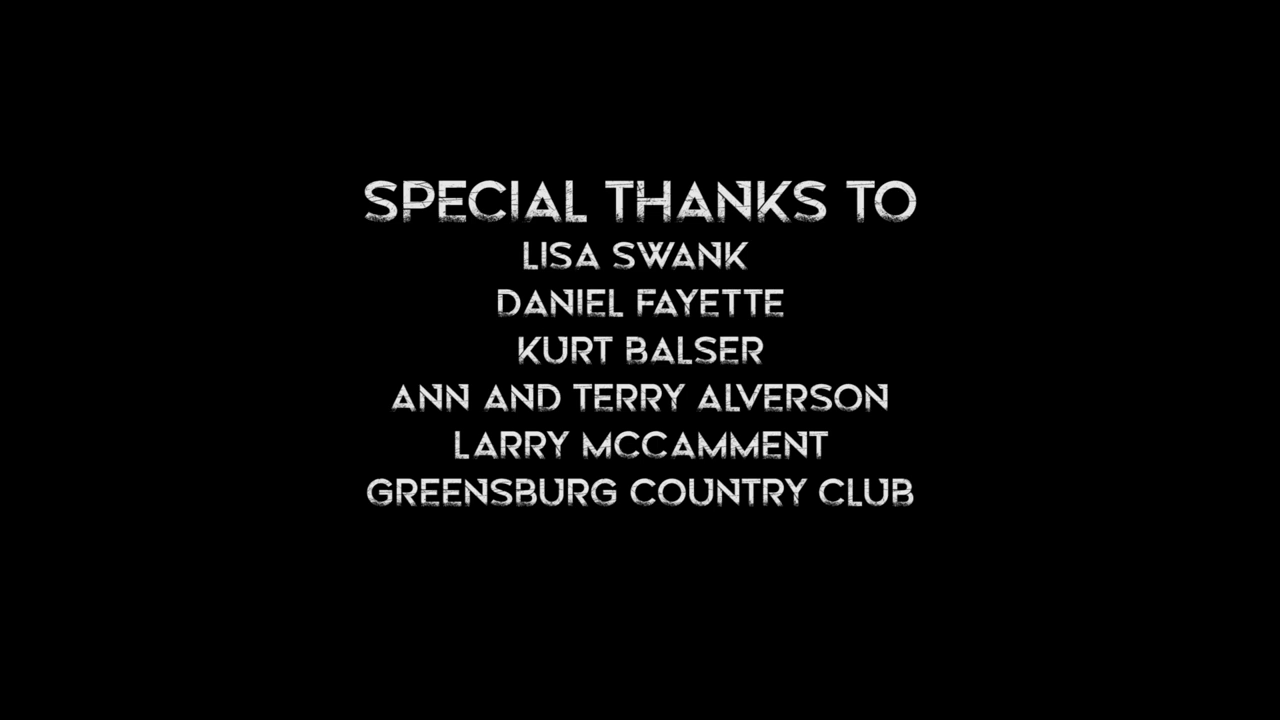 SPECIAL THANKS TO
LISA SWANK
DANIEL FAYETTE
KURT BALSER
ANN AND TERRY ALVERSON
LARRY MCCAMMENT
GREENSBURG COUNTRY CLUB